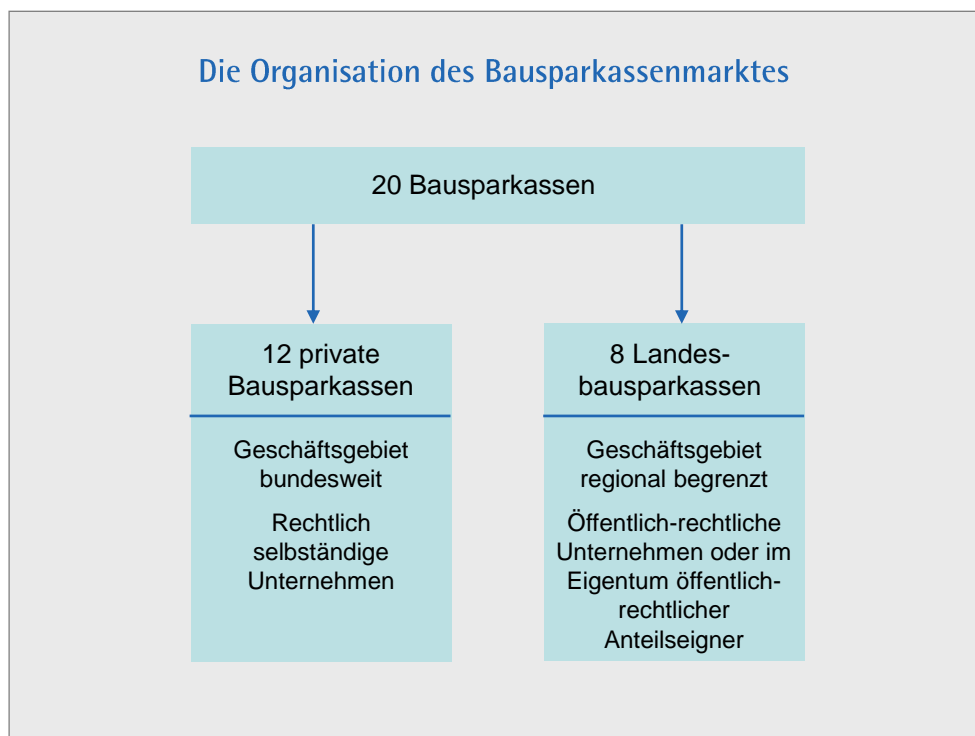 Die Organisation des Bausparkassenmarktes
20 Bausparkassen
12 private
Bausparkassen
Geschäftsgebiet
bundesweit
Rechtlich
selbständige
Unternehmen
8 Landes-
bausparkassen
Geschäftsgebiet
regional begrenzt
Öffentlich-rechtliche
Unternehmen oder im
Eigentum öffentlich-
rechtlicher
Anteilseigner